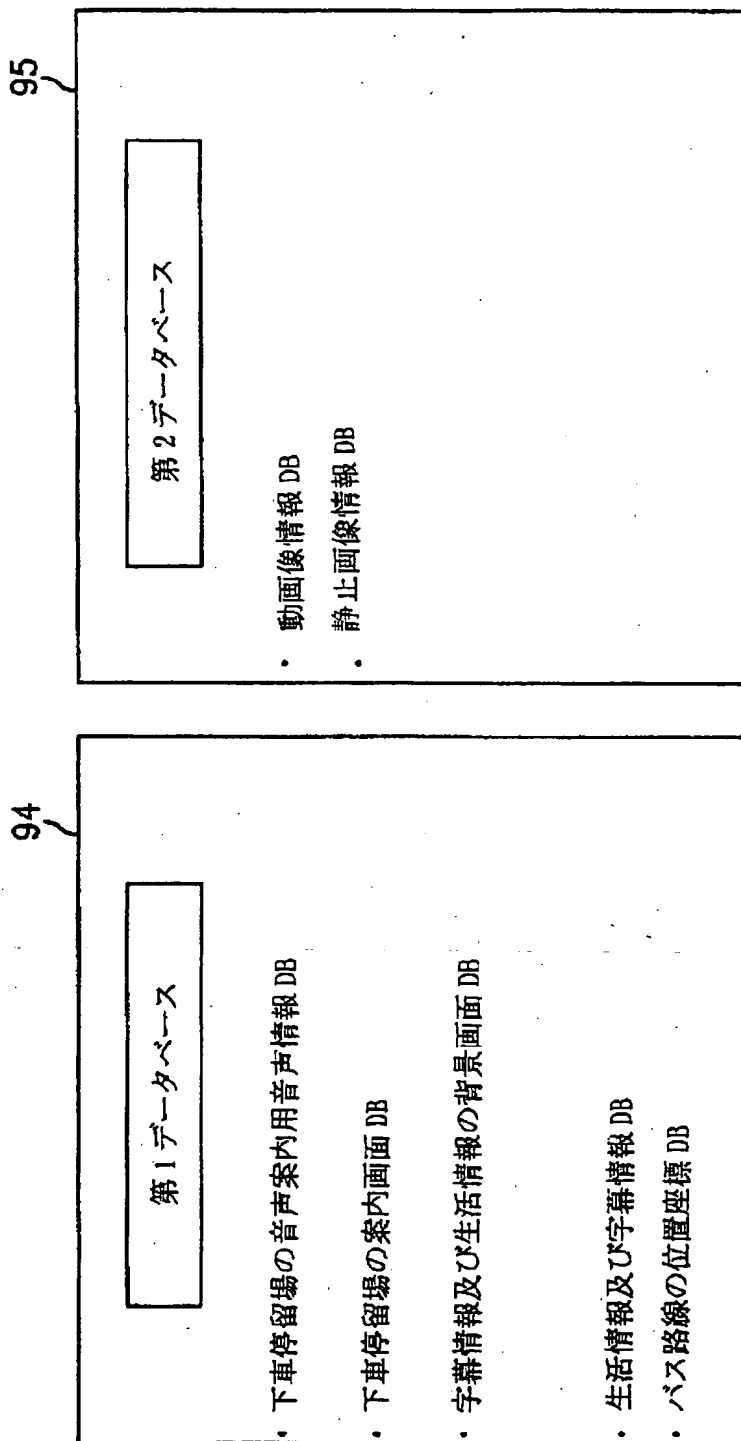 94
第1データベース
・下車停留場の音声案内用音声情報DB
・下車停留場の案内画面DB
・字幕情報及び生活情報の背景画面DB
・生活情報及び字幕情報DB
・バス路線の位置座標DB
95
第2データベース
・動画像情報DB
・静止画像情報DB